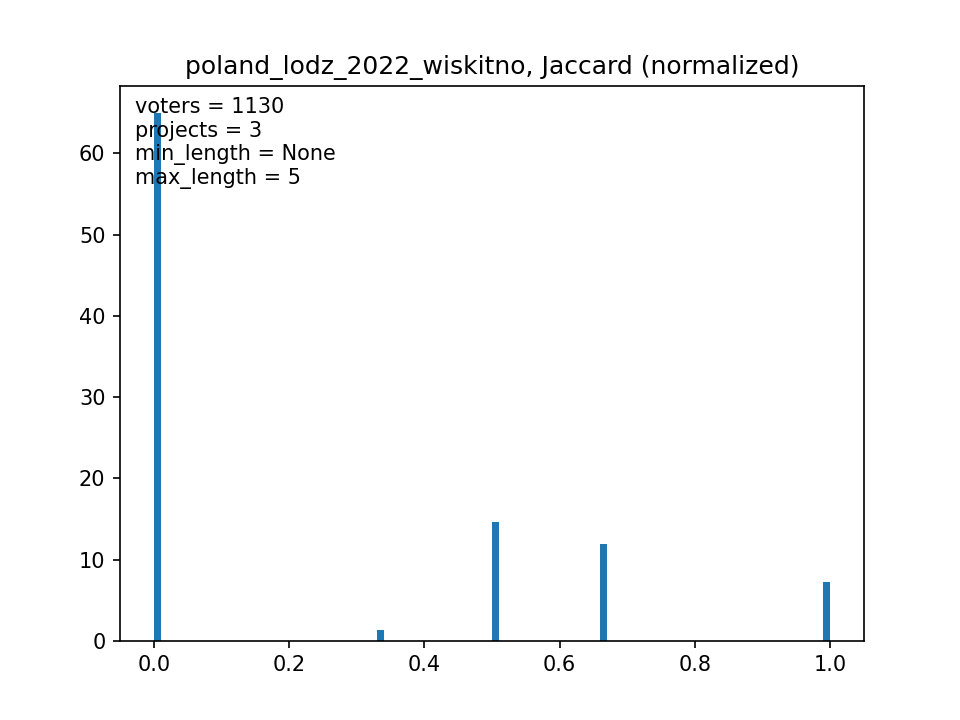 poland_lodz_2022_wiskitno, Jaccard (normalized)
voters = 1130
projects = 3
min_length = None
max_length = 5
60
50
40
30
20
10
0
0.0 0.2 0.4 0.6 0.8 1.0